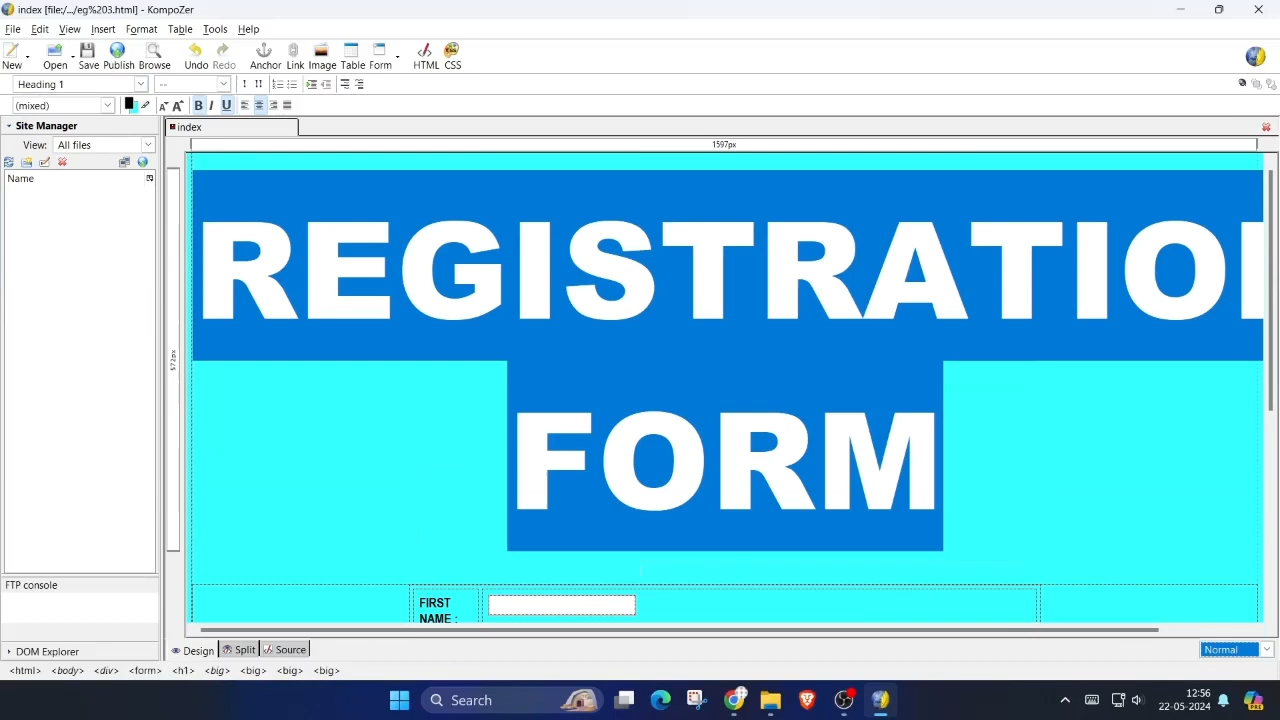 index [file:/.../eg%203.html] - KompoZer
File Edit View Insert Format Table Tools Help
New Open Save Publish Browse Undo Redo Anchor Link Image Table Form HTML CSS
Heading 1 --
(mixed) B I U
Site Manager
View: All files
Name
index
1597px
572px
REGISTRATION
FORM
FIRST
NAME :
FTP console
DOM Explorer
Design Split Source
Normal
<html> <body> <div> <form> <h1> <big> <big> <big> <big>
Search
12:56
22-05-2024